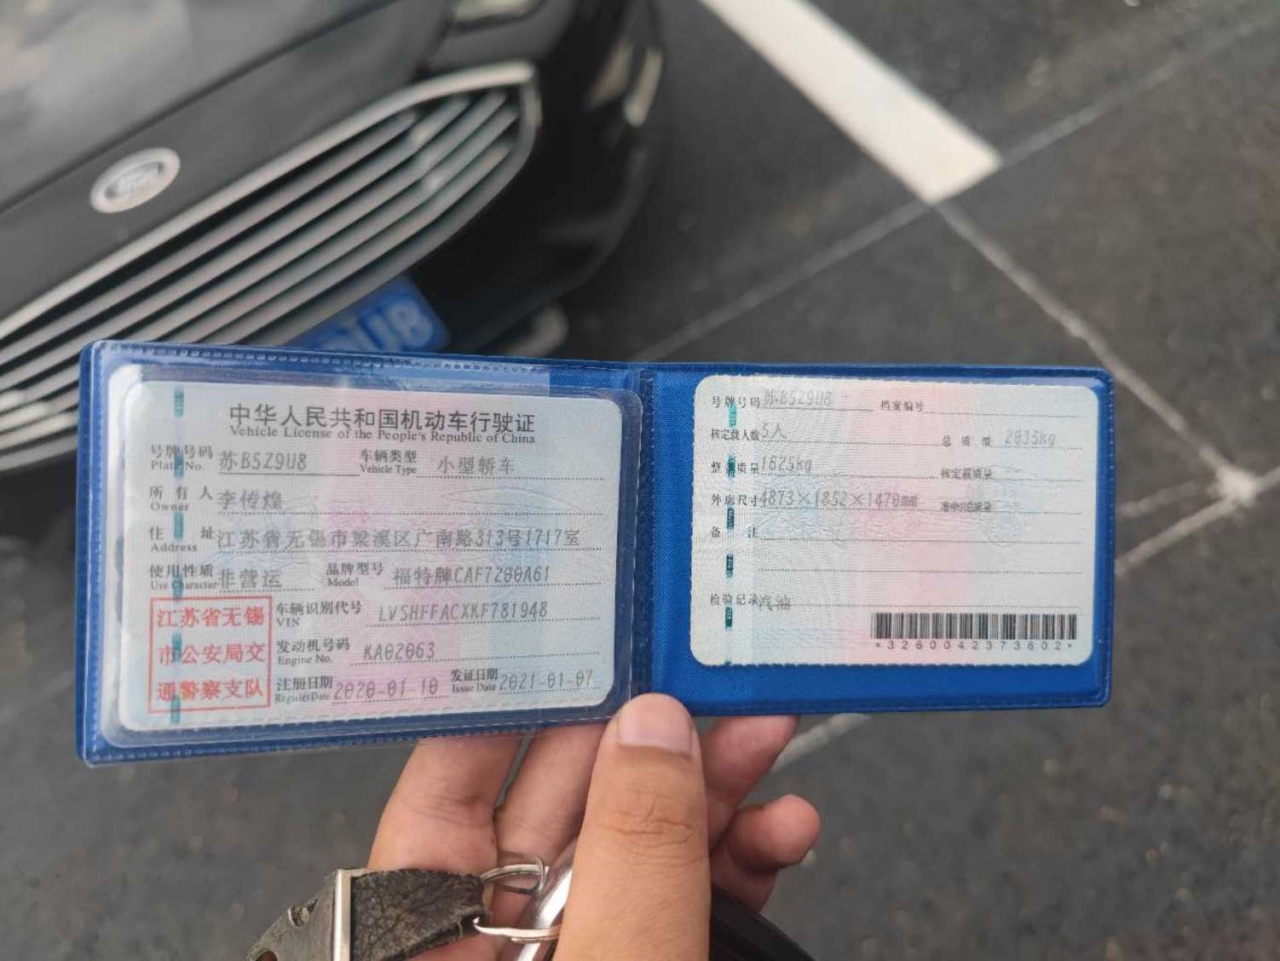 中华人民共和国机动车行驶证
Vehicle License of the People's Republic of China
号牌号码 苏B5Z9U8 车辆类型 小型轿车
Plate No. Vehicle Type
所有人 李传煌
Owner
住址 江苏省无锡市梁溪区广南路313号1717室
Address
使用性质 非营运 品牌型号 福特牌CAF7200A61
Use Character Model
江苏省无锡
市公安局交
通警察支队
车辆识别代号 LVSHFFACXKF781948
VIN
发动机号码 KA02063
Engine No.
注册日期 2020-01-10 发证日期 2021-01-07
Register Date Issue Date
号牌号码 苏B5Z9U8 档案编号
核定载人数 5人 总质量 2035kg
整备质量 1625kg 核定载质量
外廓尺寸 4873×1852×1470mm 准牵引总质量
备注
检验记录 汽油
*3260042373602*